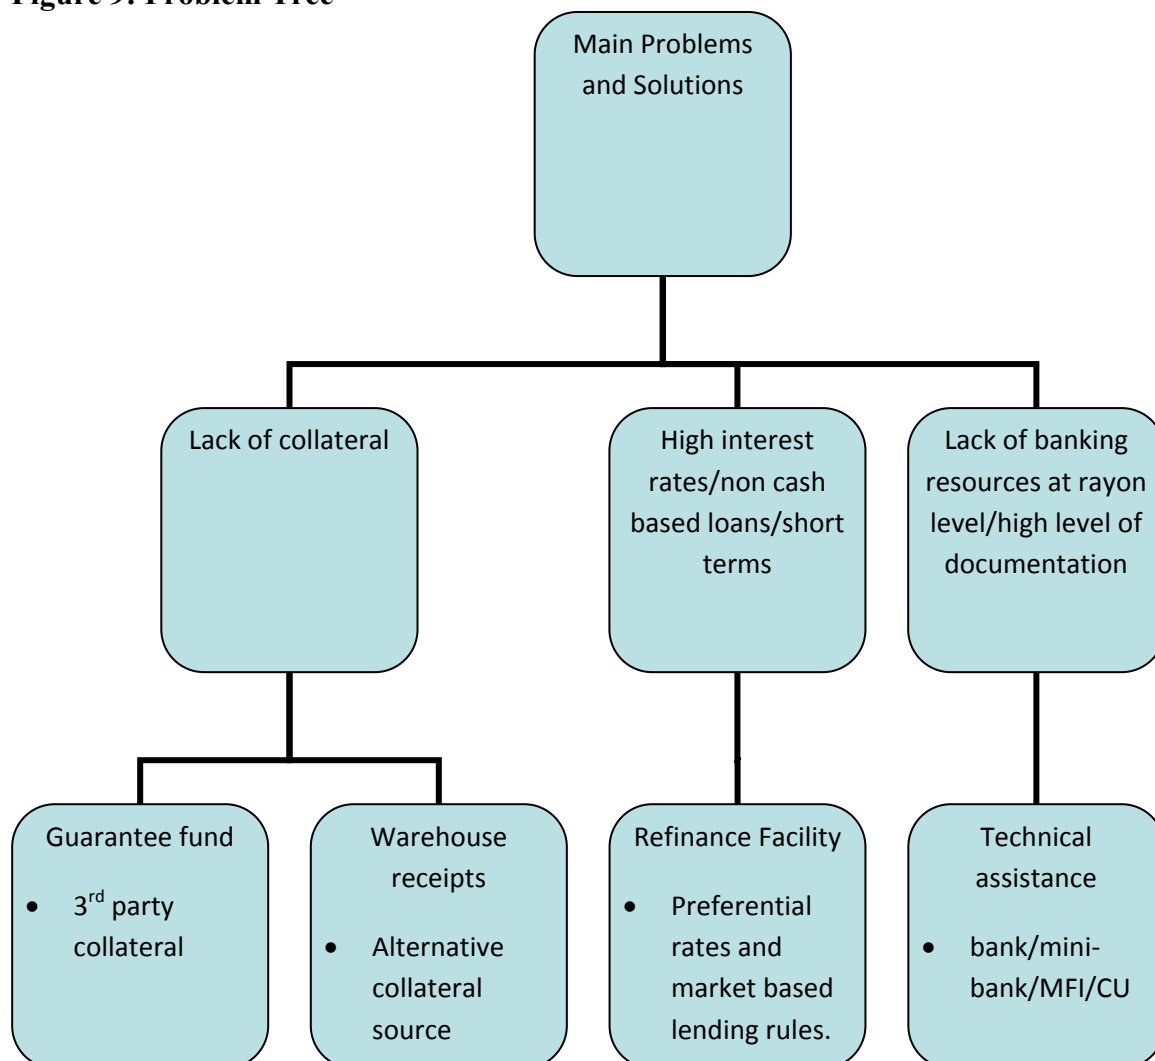 Figure 9: Problem Tree
Main Problems
and Solutions
Lack of collateral
High interest
rates/non cash
based loans/short
terms
Lack of banking
resources at rayon
level/high level of
documentation
Guarantee fund
• 3rd party
collateral
Warehouse
receipts
• Alternative
collateral
source
Refinance Facility
• Preferential
rates and
market based
lending rules.
Technical
assistance
• bank/mini-
bank/MFI/CU